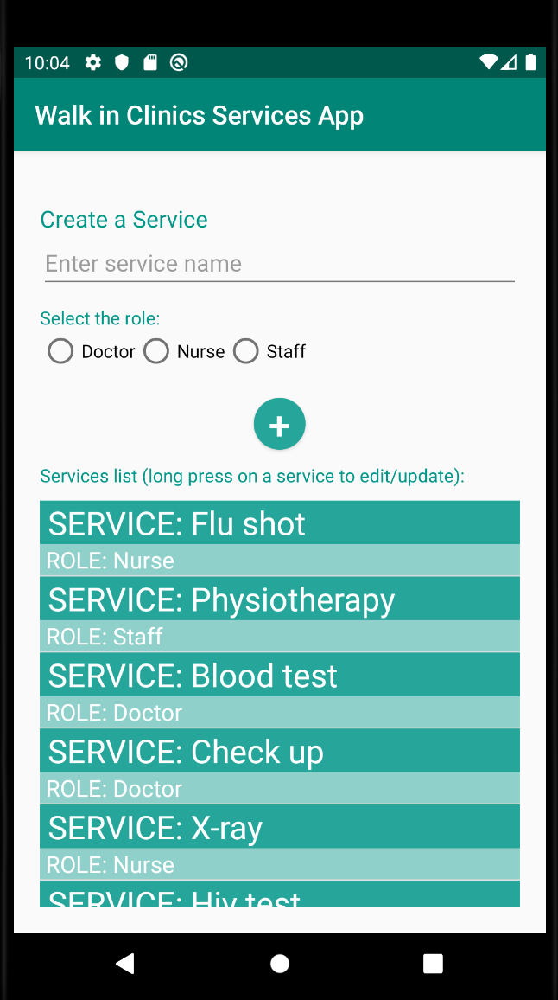 10:04
Walk in Clinics Services App
Create a Service
Enter service name
Select the role:
Doctor Nurse Staff
+
Services list (long press on a service to edit/update):
SERVICE: Flu shot
ROLE: Nurse
SERVICE: Physiotherapy
ROLE: Staff
SERVICE: Blood test
ROLE: Doctor
SERVICE: Check up
ROLE: Doctor
SERVICE: X-ray
ROLE: Nurse
SERVICE: Hiv test